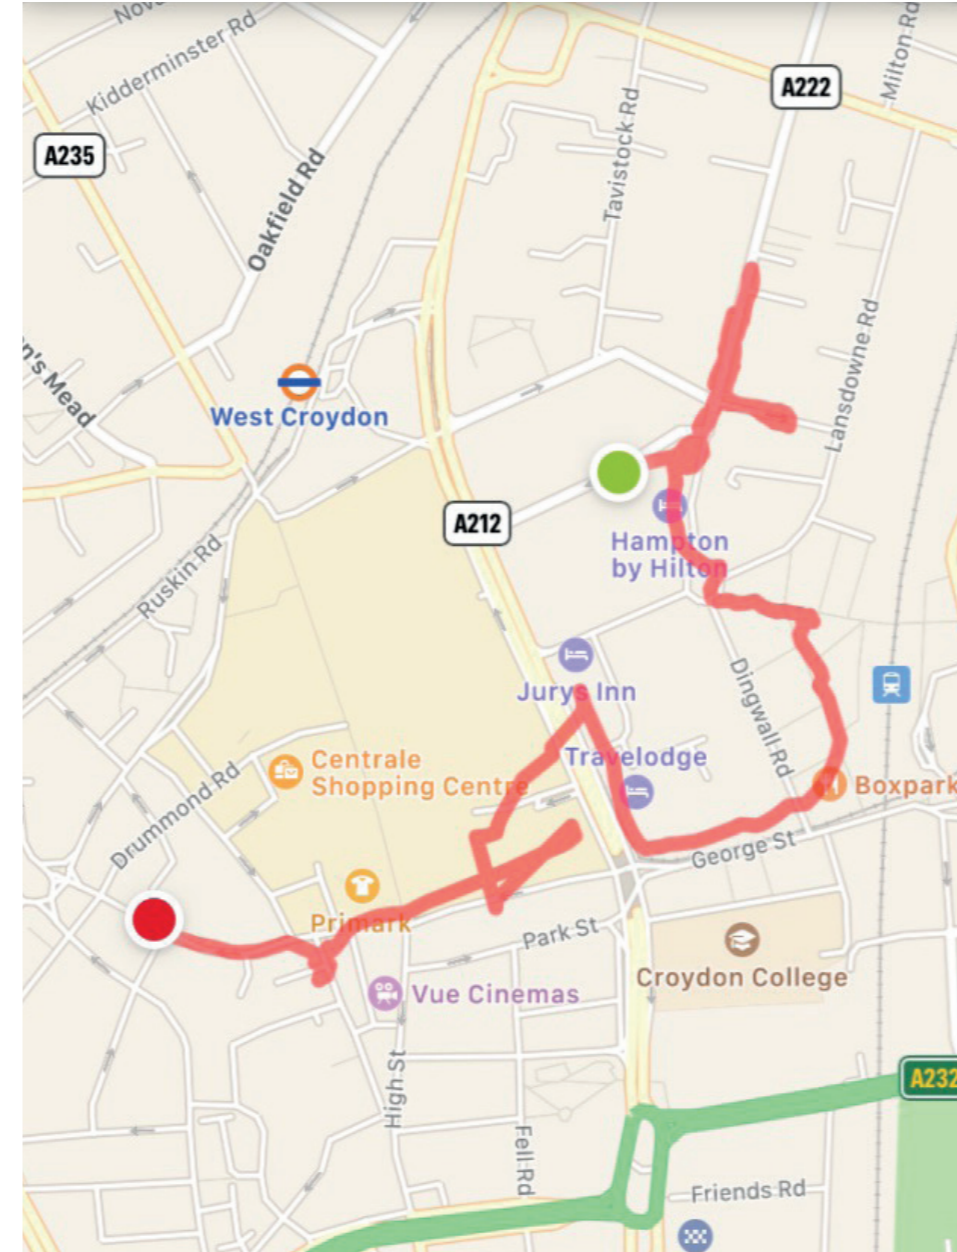 Nova
Kidderminster Rd
A222
Milton Rd
A235
Tavistock Rd
Oakfield Rd
n's Mead
West Croydon
Lansdowne Rd
A212
Hampton
by Hilton
Ruskin Rd
Jurys Inn
Dingwall Rd
Travelodge
Centrale
Shopping Centre
Boxpark
Drummond Rd
George St
Primark
Park St
Croydon College
Vue Cinemas
High St
A232
Fell Rd
Friends Rd